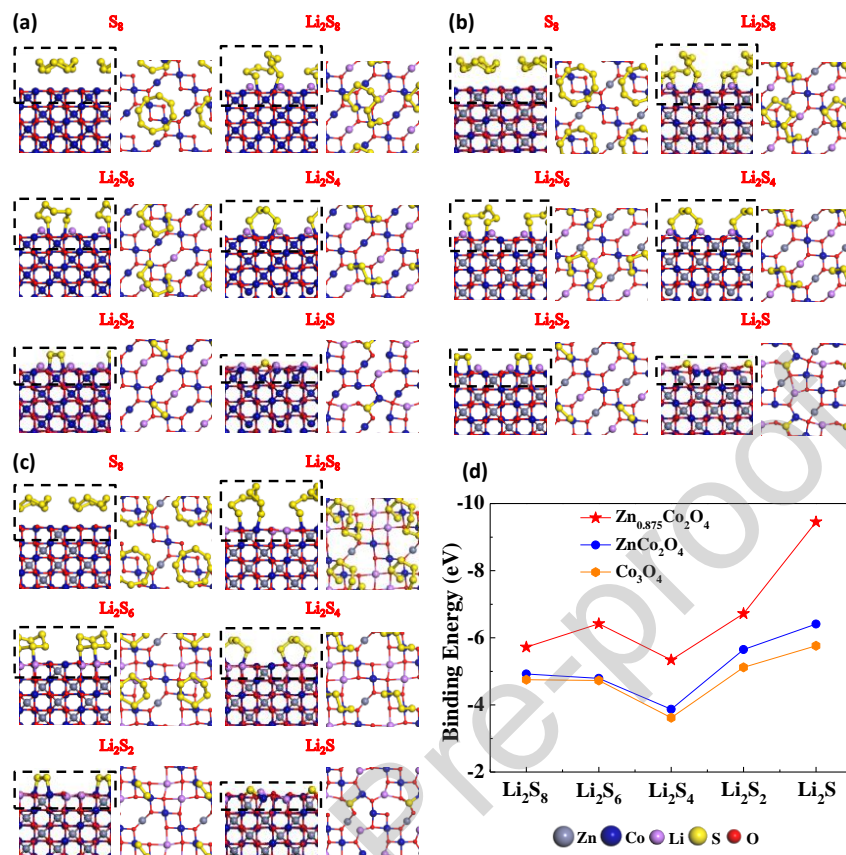 (a)
S₈
Li₂S₈
Li₂S₆
Li₂S₄
Li₂S₂
Li₂S
(b)
S₈
Li₂S₈
Li₂S₆
Li₂S₄
Li₂S₂
Li₂S
(c)
S₈
Li₂S₈
Li₂S₆
Li₂S₄
Li₂S₂
Li₂S
(d)
Binding Energy (eV)
-10
-8
-6
-4
-2
Zn₀.₈₇₅Co₂O₄
ZnCo₂O₄
Co₃O₄
Li₂S₈ Li₂S₆ Li₂S₄ Li₂S₂ Li₂S
Zn Co Li S O
Pre-proof